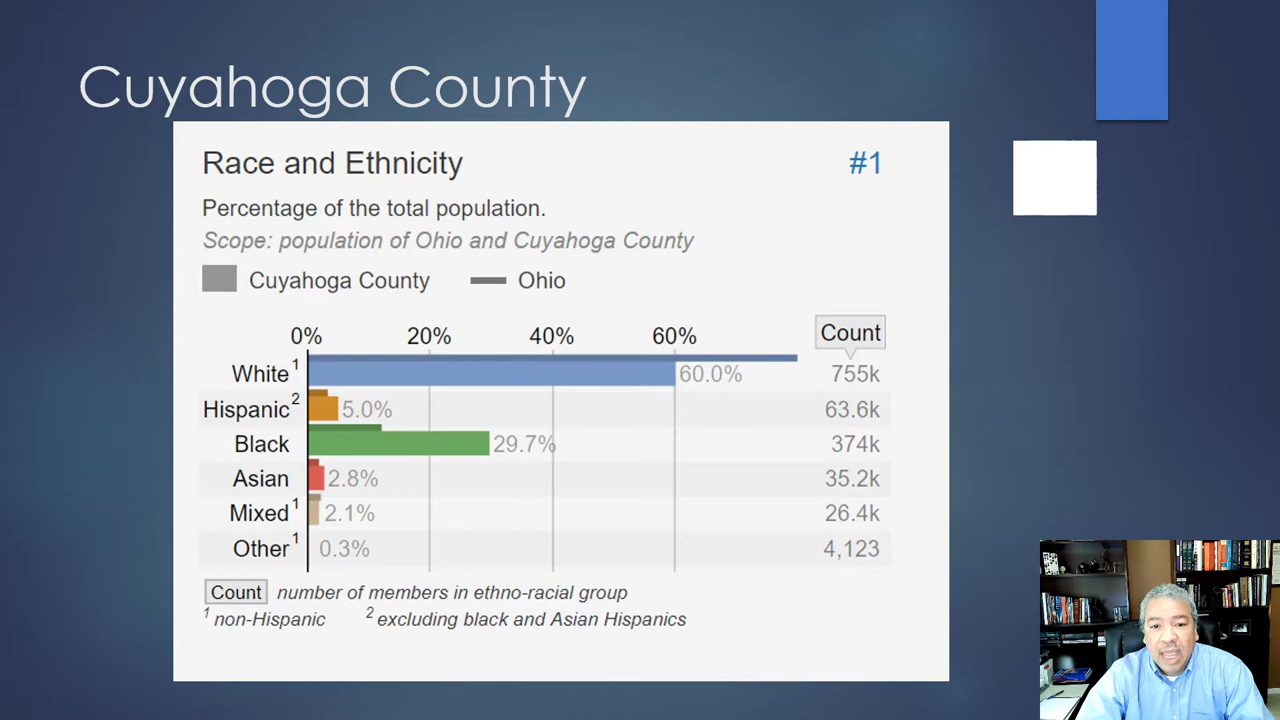 Cuyahoga County
Race and Ethnicity #1
Percentage of the total population.
Scope: population of Ohio and Cuyahoga County
Cuyahoga County Ohio
0% 20% 40% 60% Count
White¹ 60.0% 755k
Hispanic² 5.0% 63.6k
Black 29.7% 374k
Asian 2.8% 35.2k
Mixed¹ 2.1% 26.4k
Other¹ 0.3% 4,123
Count number of members in ethno-racial group
¹ non-Hispanic ² excluding black and Asian Hispanics